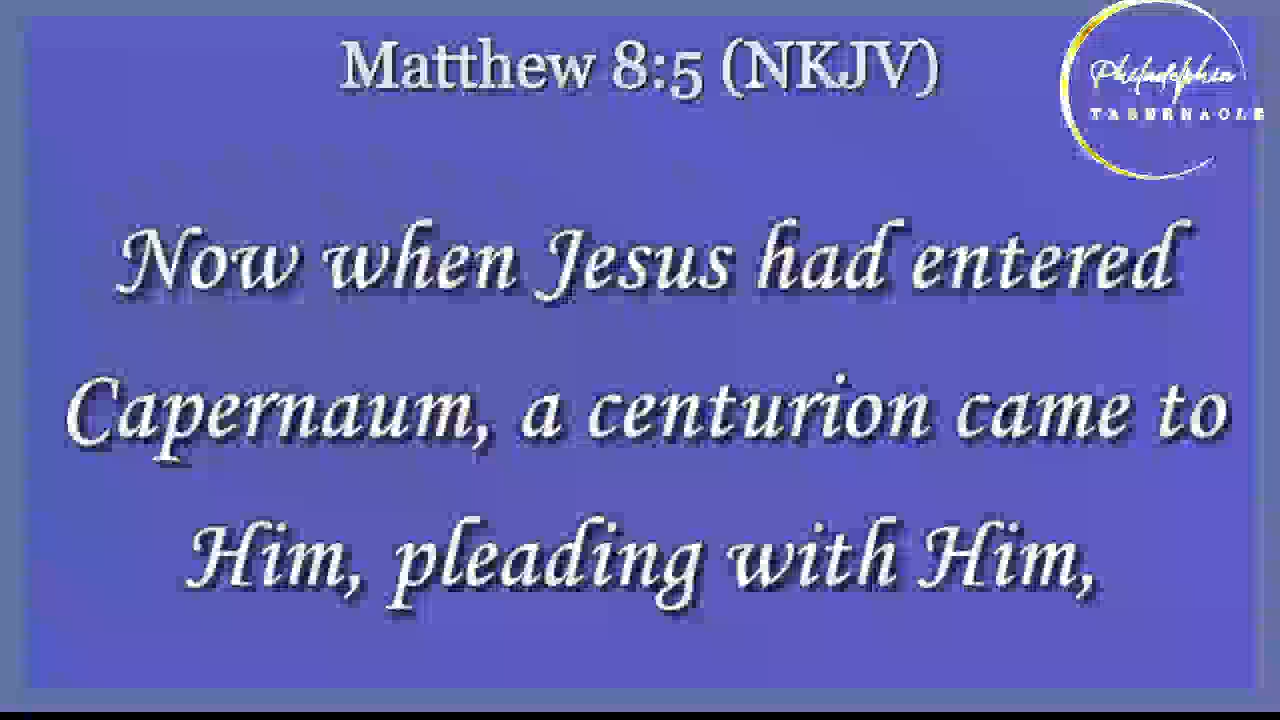 Matthew 8:5 (NKJV)
Philadelphia
TABERNACLE
Now when Jesus had entered
Capernaum, a centurion came to
Him, pleading with Him,